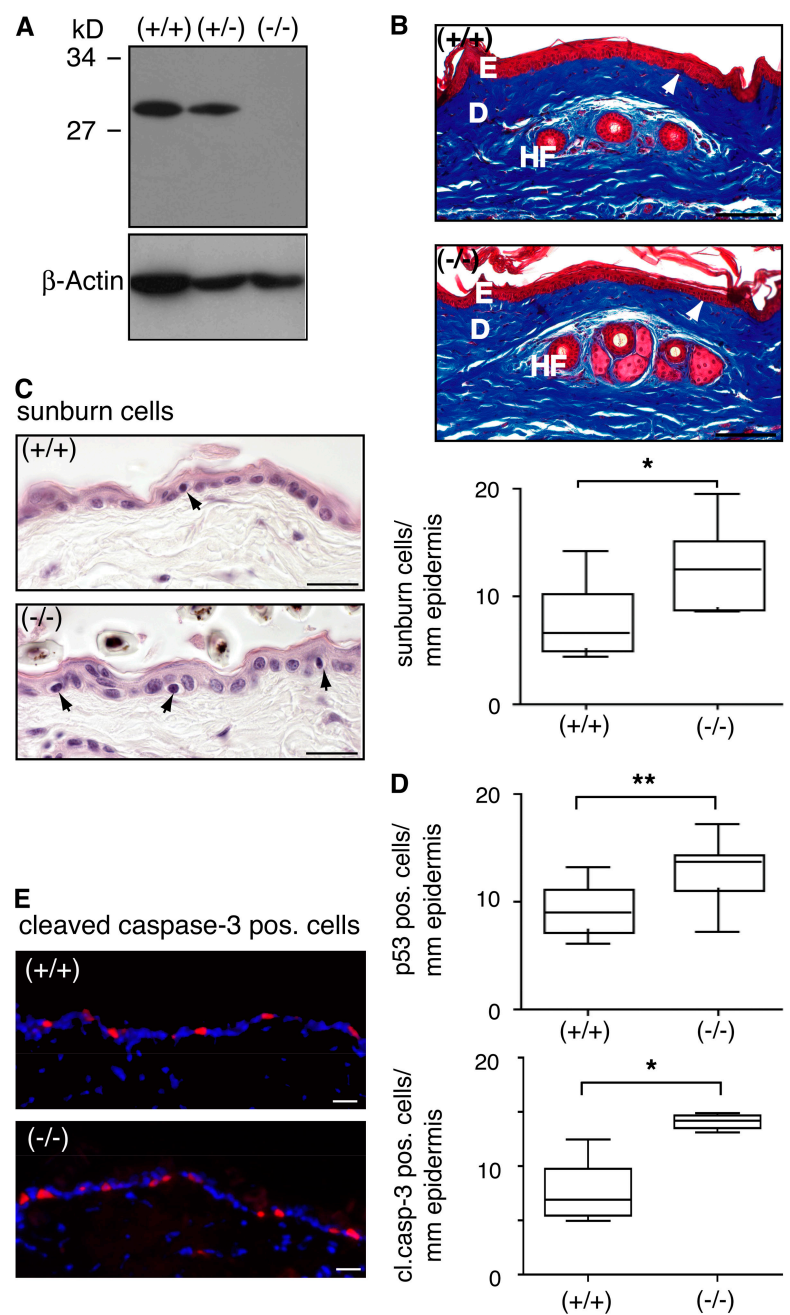 A
kD
(+/+) (+/-) (-/-)
34 –
27 –
β-Actin
B
(+/+)
E
D
HF
(-/-)
E
D
HF
C
sunburn cells
(+/+)
(-/-)
*
20
10
0
sunburn cells/
mm epidermis
(+/+) (-/-)
D
**
20
10
0
p53 pos. cells/
mm epidermis
(+/+) (-/-)
E
cleaved caspase-3 pos. cells
(+/+)
(-/-)
*
20
10
0
cl.casp-3 pos. cells/
mm epidermis
(+/+) (-/-)